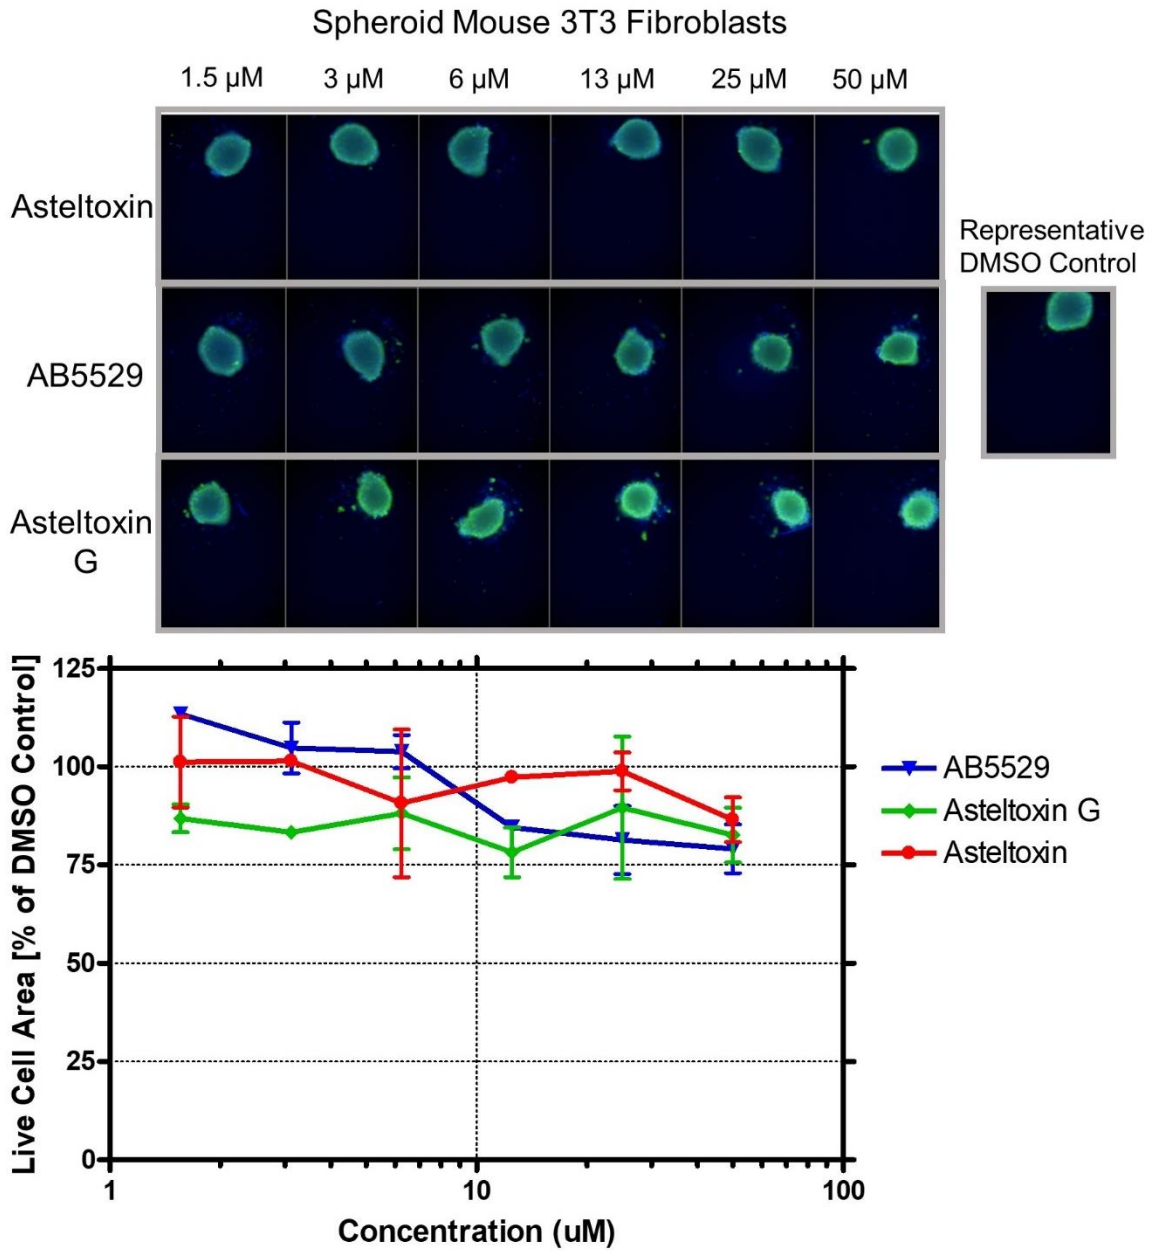 Spheroid Mouse 3T3 Fibroblasts
1.5 µM 3 µM 6 µM 13 µM 25 µM 50 µM
Asteltoxin
Representative
DMSO Control
AB5529
Asteltoxin
G
Live Cell Area [% of DMSO Control]
125
100
75
50
25
0
1 10 100
Concentration (uM)
AB5529
Asteltoxin G
Asteltoxin